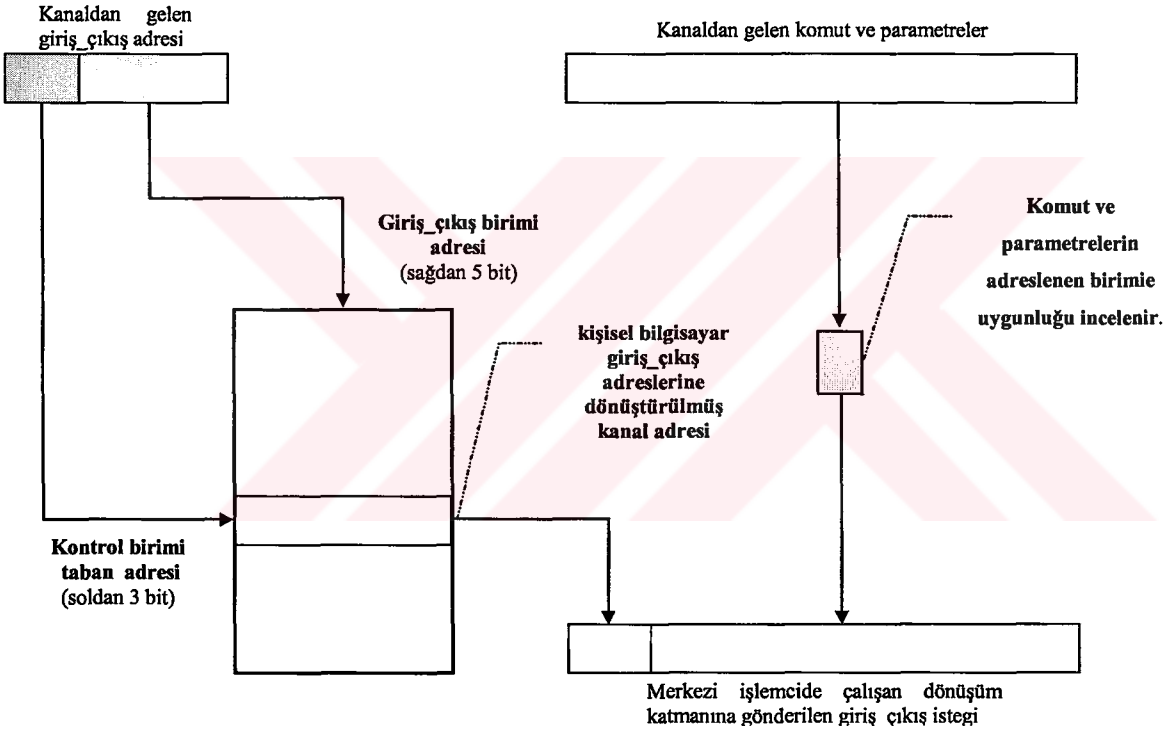 Kanaldan gelen
giriş_çıkış adresi
Kanaldan gelen komut ve parametreler
Giriş_çıkış birimi
adresi
(sağdan 5 bit)
Komut ve
parametrelerin
adreslenen birimie
uygunluğu incelenir.
kişisel bilgisayar
giriş_çıkış
adreslerine
dönüştürülmüş
kanal adresi
Kontrol birimi
taban adresi
(soldan 3 bit)
Merkezi işlemcide çalışan dönüşüm
katmanına gönderilen giriş çıkış istegi